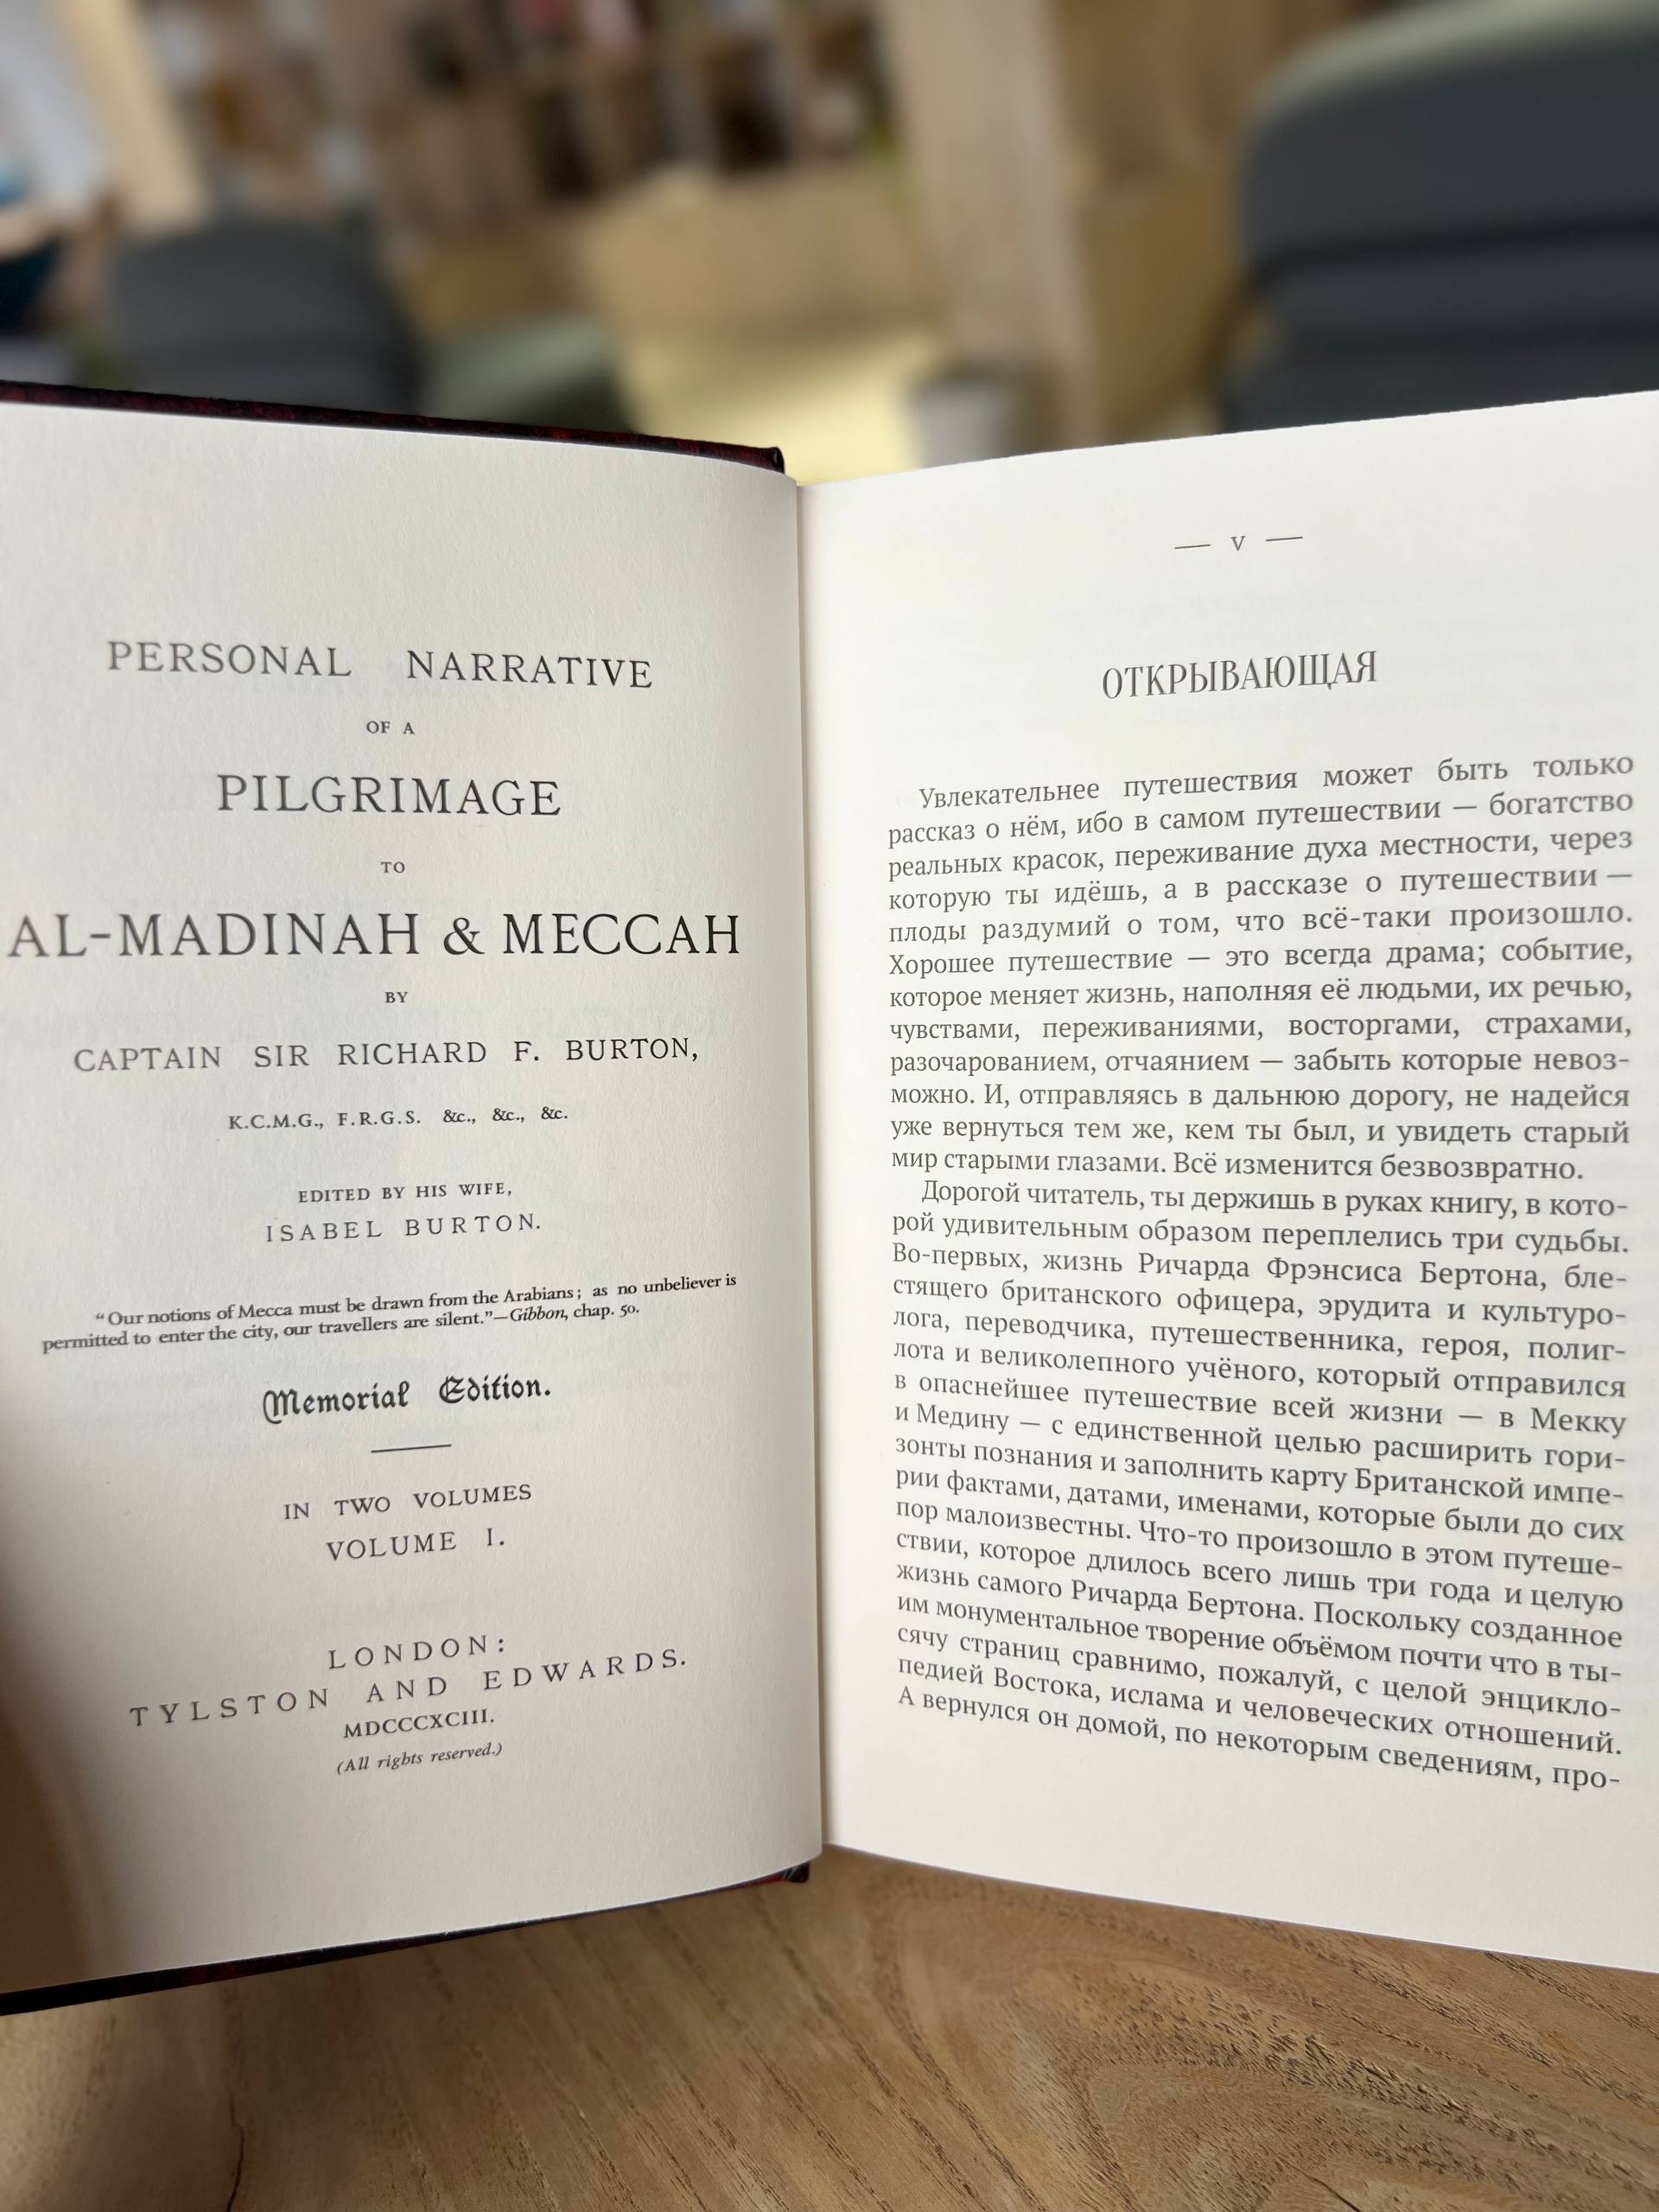 PERSONAL NARRATIVE
OF A
PILGRIMAGE
TO
AL-MADINAH & MECCAH
BY
CAPTAIN SIR RICHARD F. BURTON,
K.C.M.G., F.R.G.S. &c., &c., &c.
EDITED BY HIS WIFE,
ISABEL BURTON.
“Our notions of Mecca must be drawn from the Arabians; as no unbeliever is
permitted to enter the city, our travellers are silent.”—Gibbon, chap. 50.
Memorial Edition.
IN TWO VOLUMES
VOLUME I.
LONDON:
TYLSTON AND EDWARDS.
MDCCCXCIII.
(All rights reserved.)
— v —
ОТКРЫВАЮЩАЯ
Увлекательнее путешествия может быть только
рассказ о нём, ибо в самом путешествии — богатство
реальных красок, переживание духа местности, через
которую ты идёшь, а в рассказе о путешествии —
плоды раздумий о том, что всё-таки произошло.
Хорошее путешествие — это всегда драма; событие,
которое меняет жизнь, наполняя её людьми, их речью,
чувствами, переживаниями, восторгами, страхами,
разочарованием, отчаянием — забыть которые невоз-
можно. И, отправляясь в дальнюю дорогу, не надейся
уже вернуться тем же, кем ты был, и увидеть старый
мир старыми глазами. Всё изменится безвозвратно.
Дорогой читатель, ты держишь в руках книгу, в кото-
рой удивительным образом переплелись три судьбы.
Во-первых, жизнь Ричарда Фрэнсиса Бертона, бле-
стящего британского офицера, эрудита и культуро-
лога, переводчика, путешественника, героя, полиг-
лота и великолепного учёного, который отправился
в опаснейшее путешествие всей жизни — в Мекку
и Медину — с единственной целью расширить гори-
зонты познания и заполнить карту Британской импе-
рии фактами, датами, именами, которые были до сих
пор малоизвестны. Что-то произошло в этом путеше-
ствии, которое длилось всего лишь три года и целую
жизнь самого Ричарда Бертона. Поскольку созданное
им монументальное творение объёмом почти что в ты-
сячу страниц сравнимо, пожалуй, с целой энцикло-
педией Востока, ислама и человеческих отношений.
А вернулся он домой, по некоторым сведениям, про-